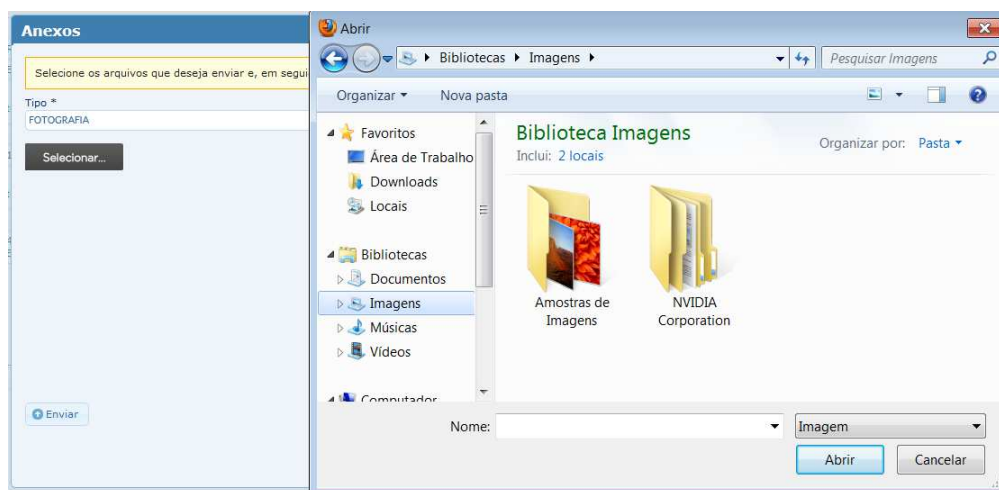 Anexos
Selecione os arquivos que deseja enviar e, em segui
Tipo *
FOTOGRAFIA
Selecionar...
Enviar
Abrir
Bibliotecas Imagens
Pesquisar Imagens
Organizar Nova pasta
Favoritos
Área de Trabalho
Downloads
Locais
Bibliotecas
Documentos
Imagens
Músicas
Vídeos
Computador
Biblioteca Imagens
Inclui: 2 locais
Organizar por: Pasta
Amostras de
Imagens
NVIDIA
Corporation
Nome:
Imagem
Abrir Cancelar